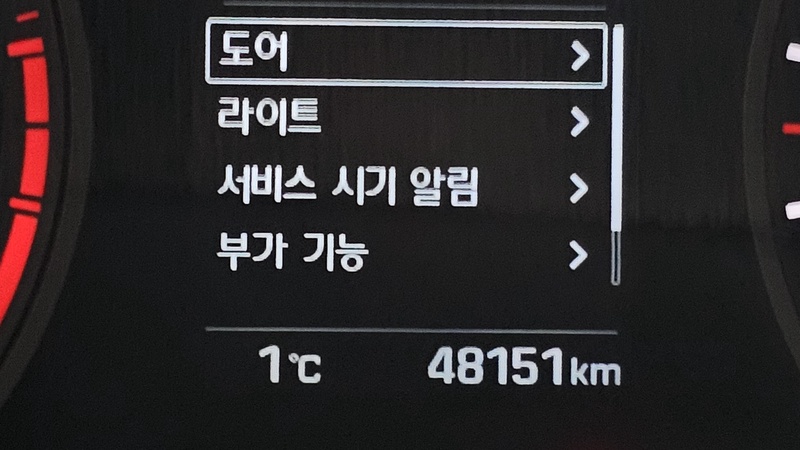 도어
라이트
서비스 시기 알림
부가 기능
1℃ 48151km